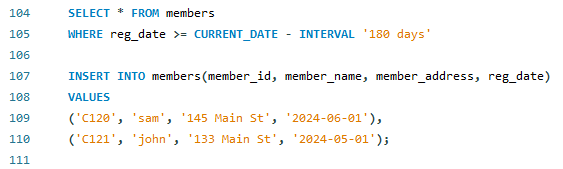 104 SELECT * FROM members
105 WHERE reg_date >= CURRENT_DATE - INTERVAL '180 days'
106
107 INSERT INTO members(member_id, member_name, member_address, reg_date)
108 VALUES
109 ('C120', 'sam', '145 Main St', '2024-06-01'),
110 ('C121', 'john', '133 Main St', '2024-05-01');
111